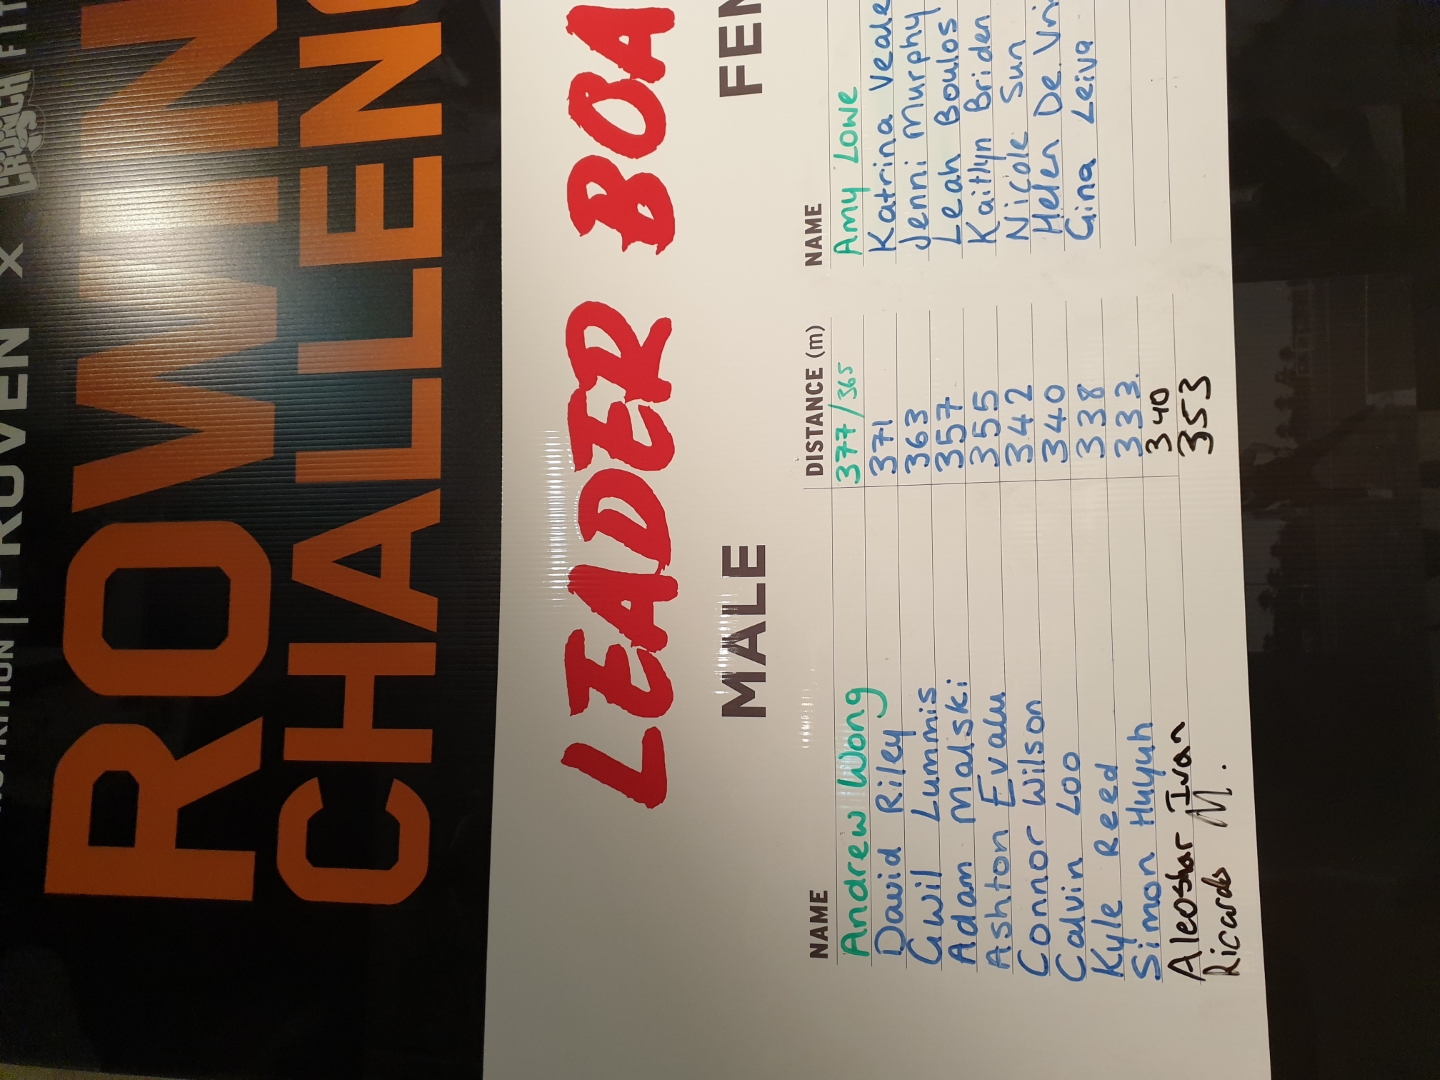 NUTRITION | PROVEN × CRUNCH FIT
ROWIN
CHALLENG
LEADER BOA
MALE FEM
NAME DISTANCE (m) NAME
Andrew Wong 377/365 Amy Lowe
David Riley 371 Katrina Veale
Gwil Lummis 363 Jenni Murphy
Adam Malski 357 Leah Boulos
Ashton Evalu 355 Kaitlyn Briden
Connor Wilson 342 Nicole Sun
Calvin Loo 340 Helen De Vri
Kyle Reed 338 Gina Leiva
Simon Huyuh 333.
Aleoshar Ivan 340
Ricardo M. 353